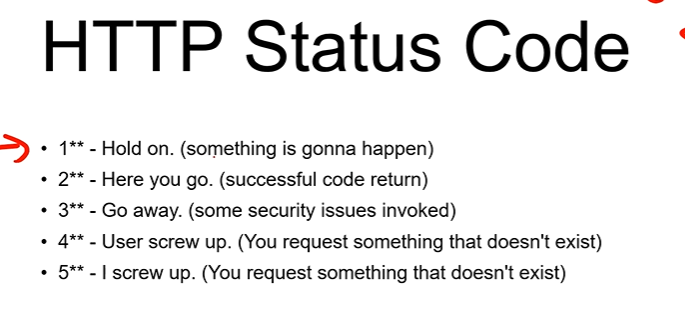 HTTP Status Code
• 1** - Hold on. (something is gonna happen)
• 2** - Here you go. (successful code return)
• 3** - Go away. (some security issues invoked)
• 4** - User screw up. (You request something that doesn't exist)
• 5** - I screw up. (You request something that doesn't exist)